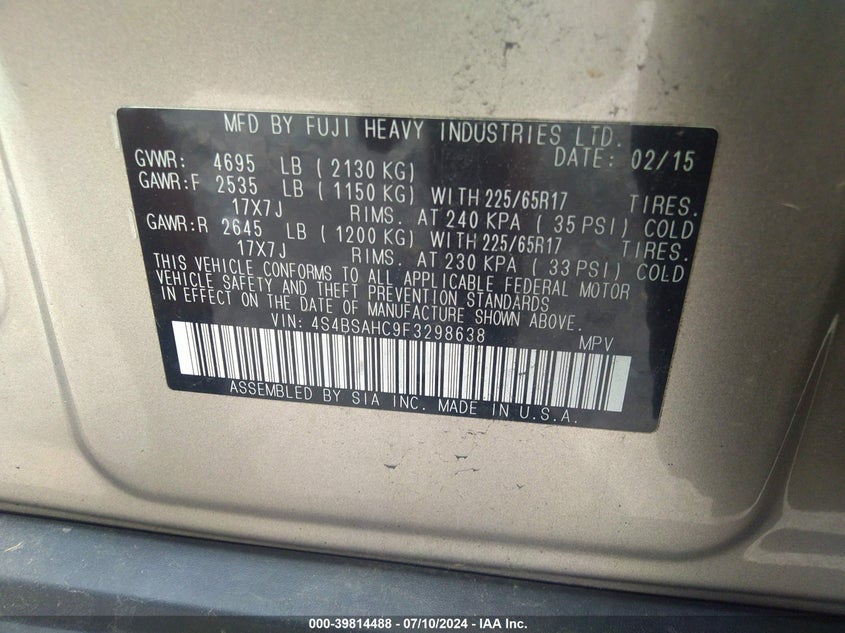 MFD BY FUJI HEAVY INDUSTRIES LTD.
DATE: 02/15
GVWR: 4695 LB ( 2130 KG)
GAWR:F 2535 LB ( 1150 KG) WITH 225/65R17 TIRES.
17X7J RIMS. AT 240 KPA ( 35 PSI) COLD
GAWR:R 2645 LB ( 1200 KG) WITH 225/65R17 TIRES.
17X7J RIMS. AT 230 KPA ( 33 PSI) COLD
THIS VEHICLE CONFORMS TO ALL APPLICABLE FEDERAL MOTOR
VEHICLE SAFETY AND THEFT PREVENTION STANDARDS
IN EFFECT ON THE DATE OF MANUFACTURE SHOWN ABOVE.
VIN: 4S4BSAHC9F3298638 MPV
ASSEMBLED BY SIA INC. MADE IN U.S.A.
000-39814488 - 07/10/2024 - IAA Inc.